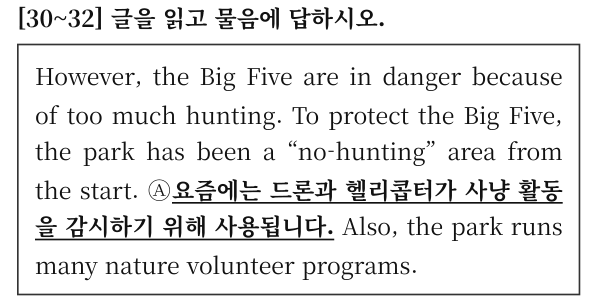 [30~32] 글을 읽고 물음에 답하시오.
However, the Big Five are in danger because
of too much hunting. To protect the Big Five,
the park has been a “no-hunting” area from
the start. Ⓐ요즘에는 드론과 헬리콥터가 사냥 활동
을 감시하기 위해 사용됩니다. Also, the park runs
many nature volunteer programs.